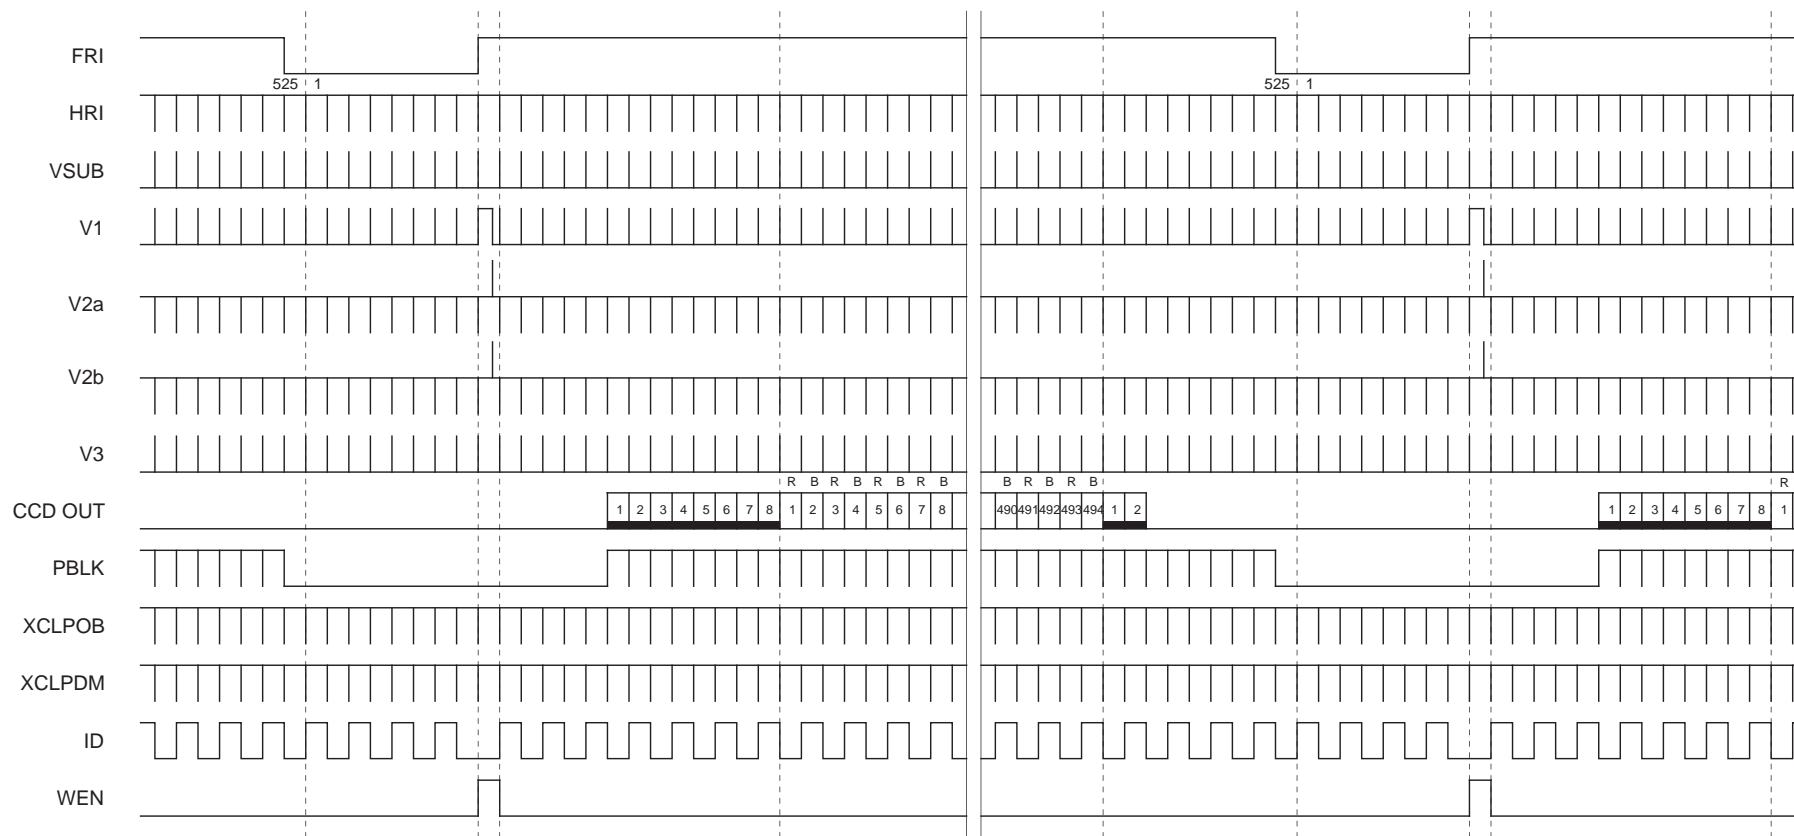 FRI
525 1 525 1
HRI
VSUB
V1
V2a
V2b
V3
R B R B R B R B B R B R B R
CCD OUT 1 2 3 4 5 6 7 8 1 2 3 4 5 6 7 8 490 491 492 493 494 1 2 1 2 3 4 5 6 7 8 1
PBLK
XCLPOB
XCLPDM
ID
WEN